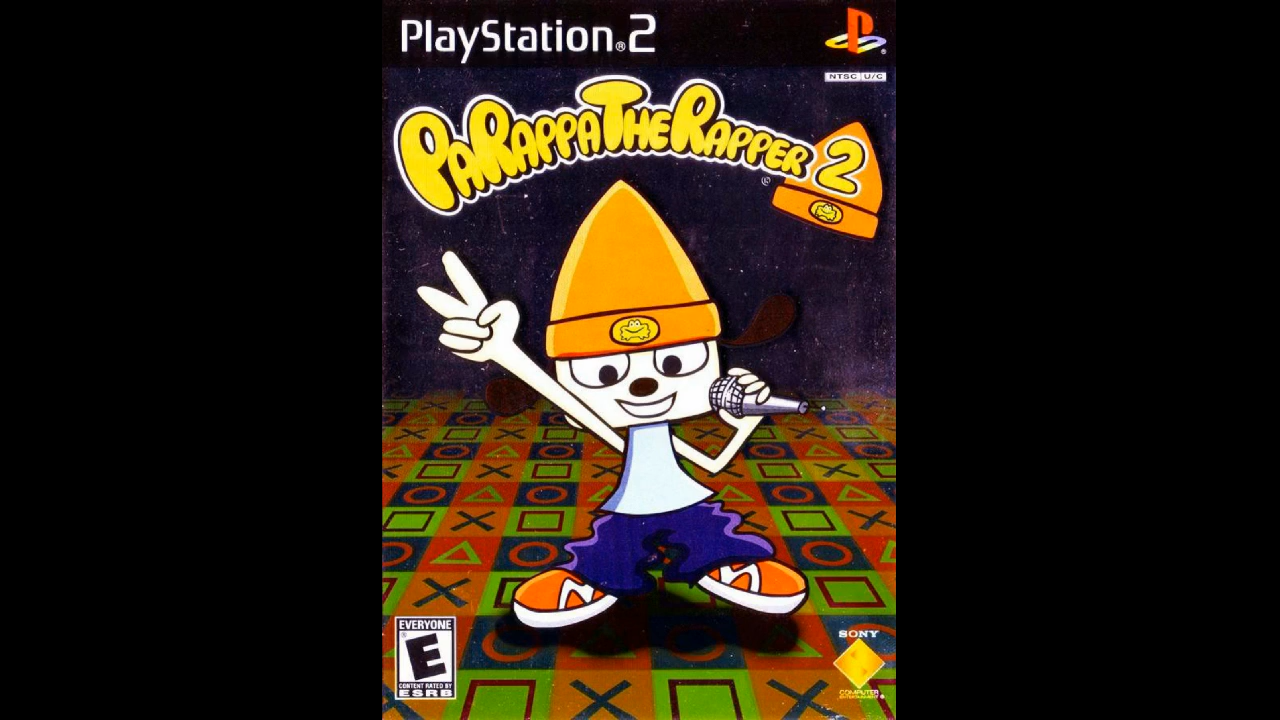 PlayStation®2
NTSC U/C
PARAPPA THE RAPPER 2
EVERYONE
E
CONTENT RATED BY
ESRB
SONY
COMPUTER
ENTERTAINMENT®